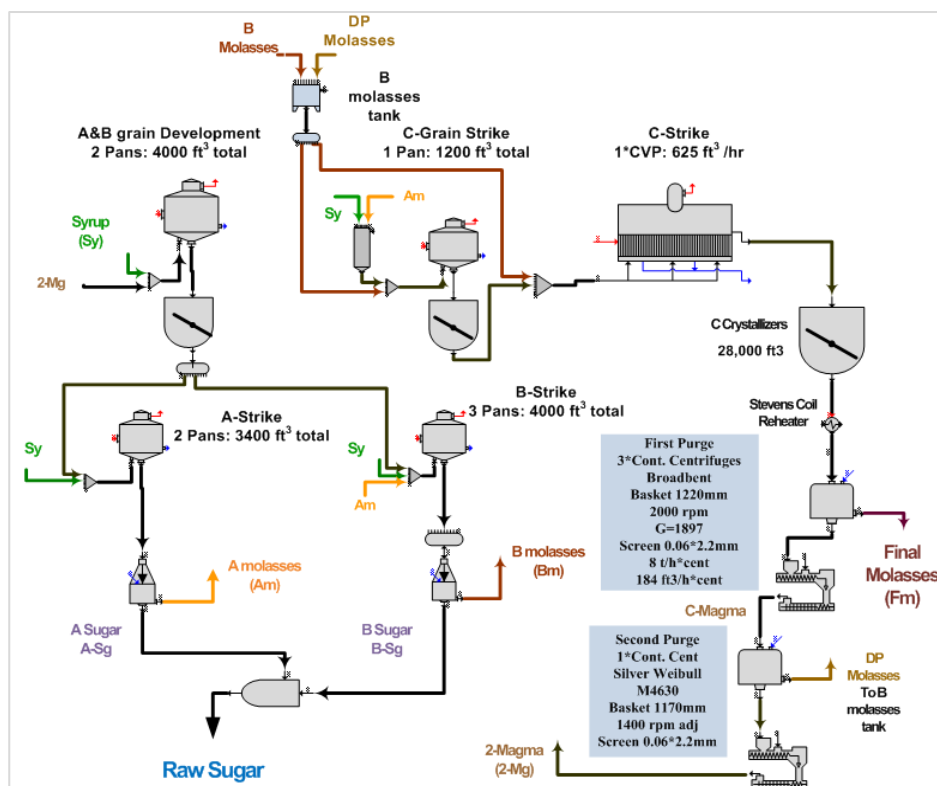 B
Molasses
DP
Molasses
B
molasses
tank
A&B grain Development
2 Pans: 4000 ft³ total
C-Grain Strike
1 Pan: 1200 ft³ total
C-Strike
1*CVP: 625 ft³ /hr
Syrup
(Sy)
2-Mg
Sy
Am
C Crystallizers
28,000 ft3
Stevens Coil
Reheater
A-Strike
2 Pans: 3400 ft³ total
B-Strike
3 Pans: 4000 ft³ total
Sy
Sy
Am
First Purge
3*Cont. Centrifuges
Broadbent
Basket 1220mm
2000 rpm
G=1897
Screen 0.06*2.2mm
8 t/h*cent
184 ft3/h*cent
Final
Molasses
(Fm)
A molasses
(Am)
B molasses
(Bm)
C-Magma
A Sugar
A-Sg
B Sugar
B-Sg
Second Purge
1*Cont. Cent
Silver Weibull
M4630
Basket 1170mm
1400 rpm adj
Screen 0.06*2.2mm
DP
Molasses
To B
molasses
tank
2-Magma
(2-Mg)
Raw Sugar